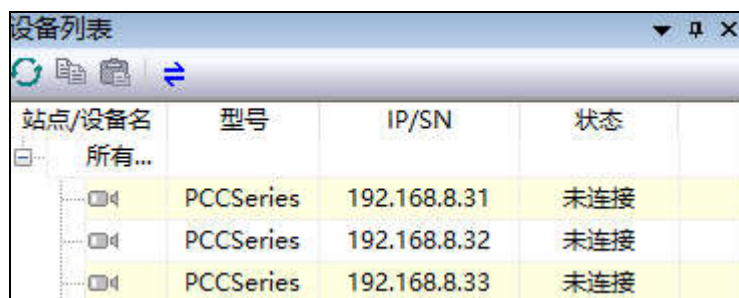 设备列表
站点/设备名 型号 IP/SN 状态
所有...
PCCSeries 192.168.8.31 未连接
PCCSeries 192.168.8.32 未连接
PCCSeries 192.168.8.33 未连接